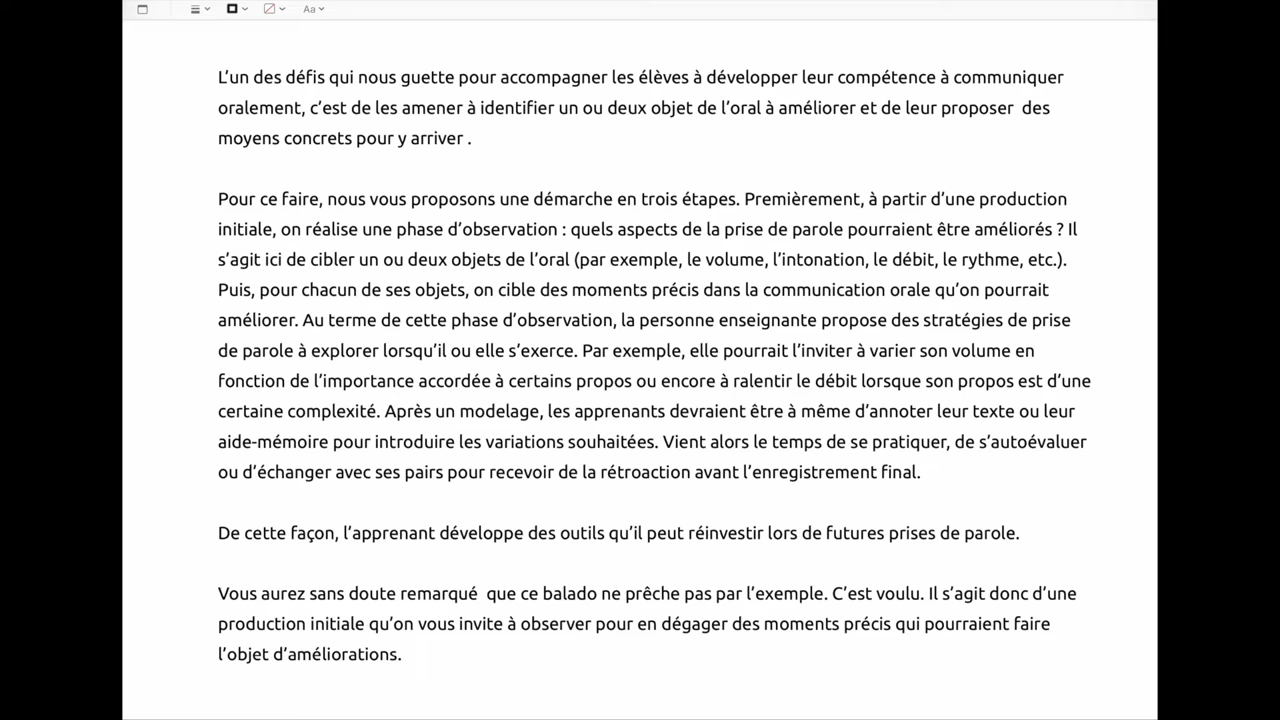 Aa
L’un des défis qui nous guette pour accompagner les élèves à développer leur compétence à communiquer
oralement, c’est de les amener à identifier un ou deux objet de l’oral à améliorer et de leur proposer  des
moyens concrets pour y arriver .
Pour ce faire, nous vous proposons une démarche en trois étapes. Premièrement, à partir d’une production
initiale, on réalise une phase d’observation : quels aspects de la prise de parole pourraient être améliorés ? Il
s’agit ici de cibler un ou deux objets de l’oral (par exemple, le volume, l’intonation, le débit, le rythme, etc.).
Puis, pour chacun de ses objets, on cible des moments précis dans la communication orale qu’on pourrait
améliorer. Au terme de cette phase d’observation, la personne enseignante propose des stratégies de prise
de parole à explorer lorsqu’il ou elle s’exerce. Par exemple, elle pourrait l’inviter à varier son volume en
fonction de l’importance accordée à certains propos ou encore à ralentir le débit lorsque son propos est d’une
certaine complexité. Après un modelage, les apprenants devraient être à même d’annoter leur texte ou leur
aide-mémoire pour introduire les variations souhaitées. Vient alors le temps de se pratiquer, de s’autoévaluer
ou d’échanger avec ses pairs pour recevoir de la rétroaction avant l’enregistrement final.
De cette façon, l’apprenant développe des outils qu’il peut réinvestir lors de futures prises de parole.
Vous aurez sans doute remarqué  que ce balado ne prêche pas par l’exemple. C’est voulu. Il s’agit donc d’une
production initiale qu’on vous invite à observer pour en dégager des moments précis qui pourraient faire
l’objet d’améliorations.